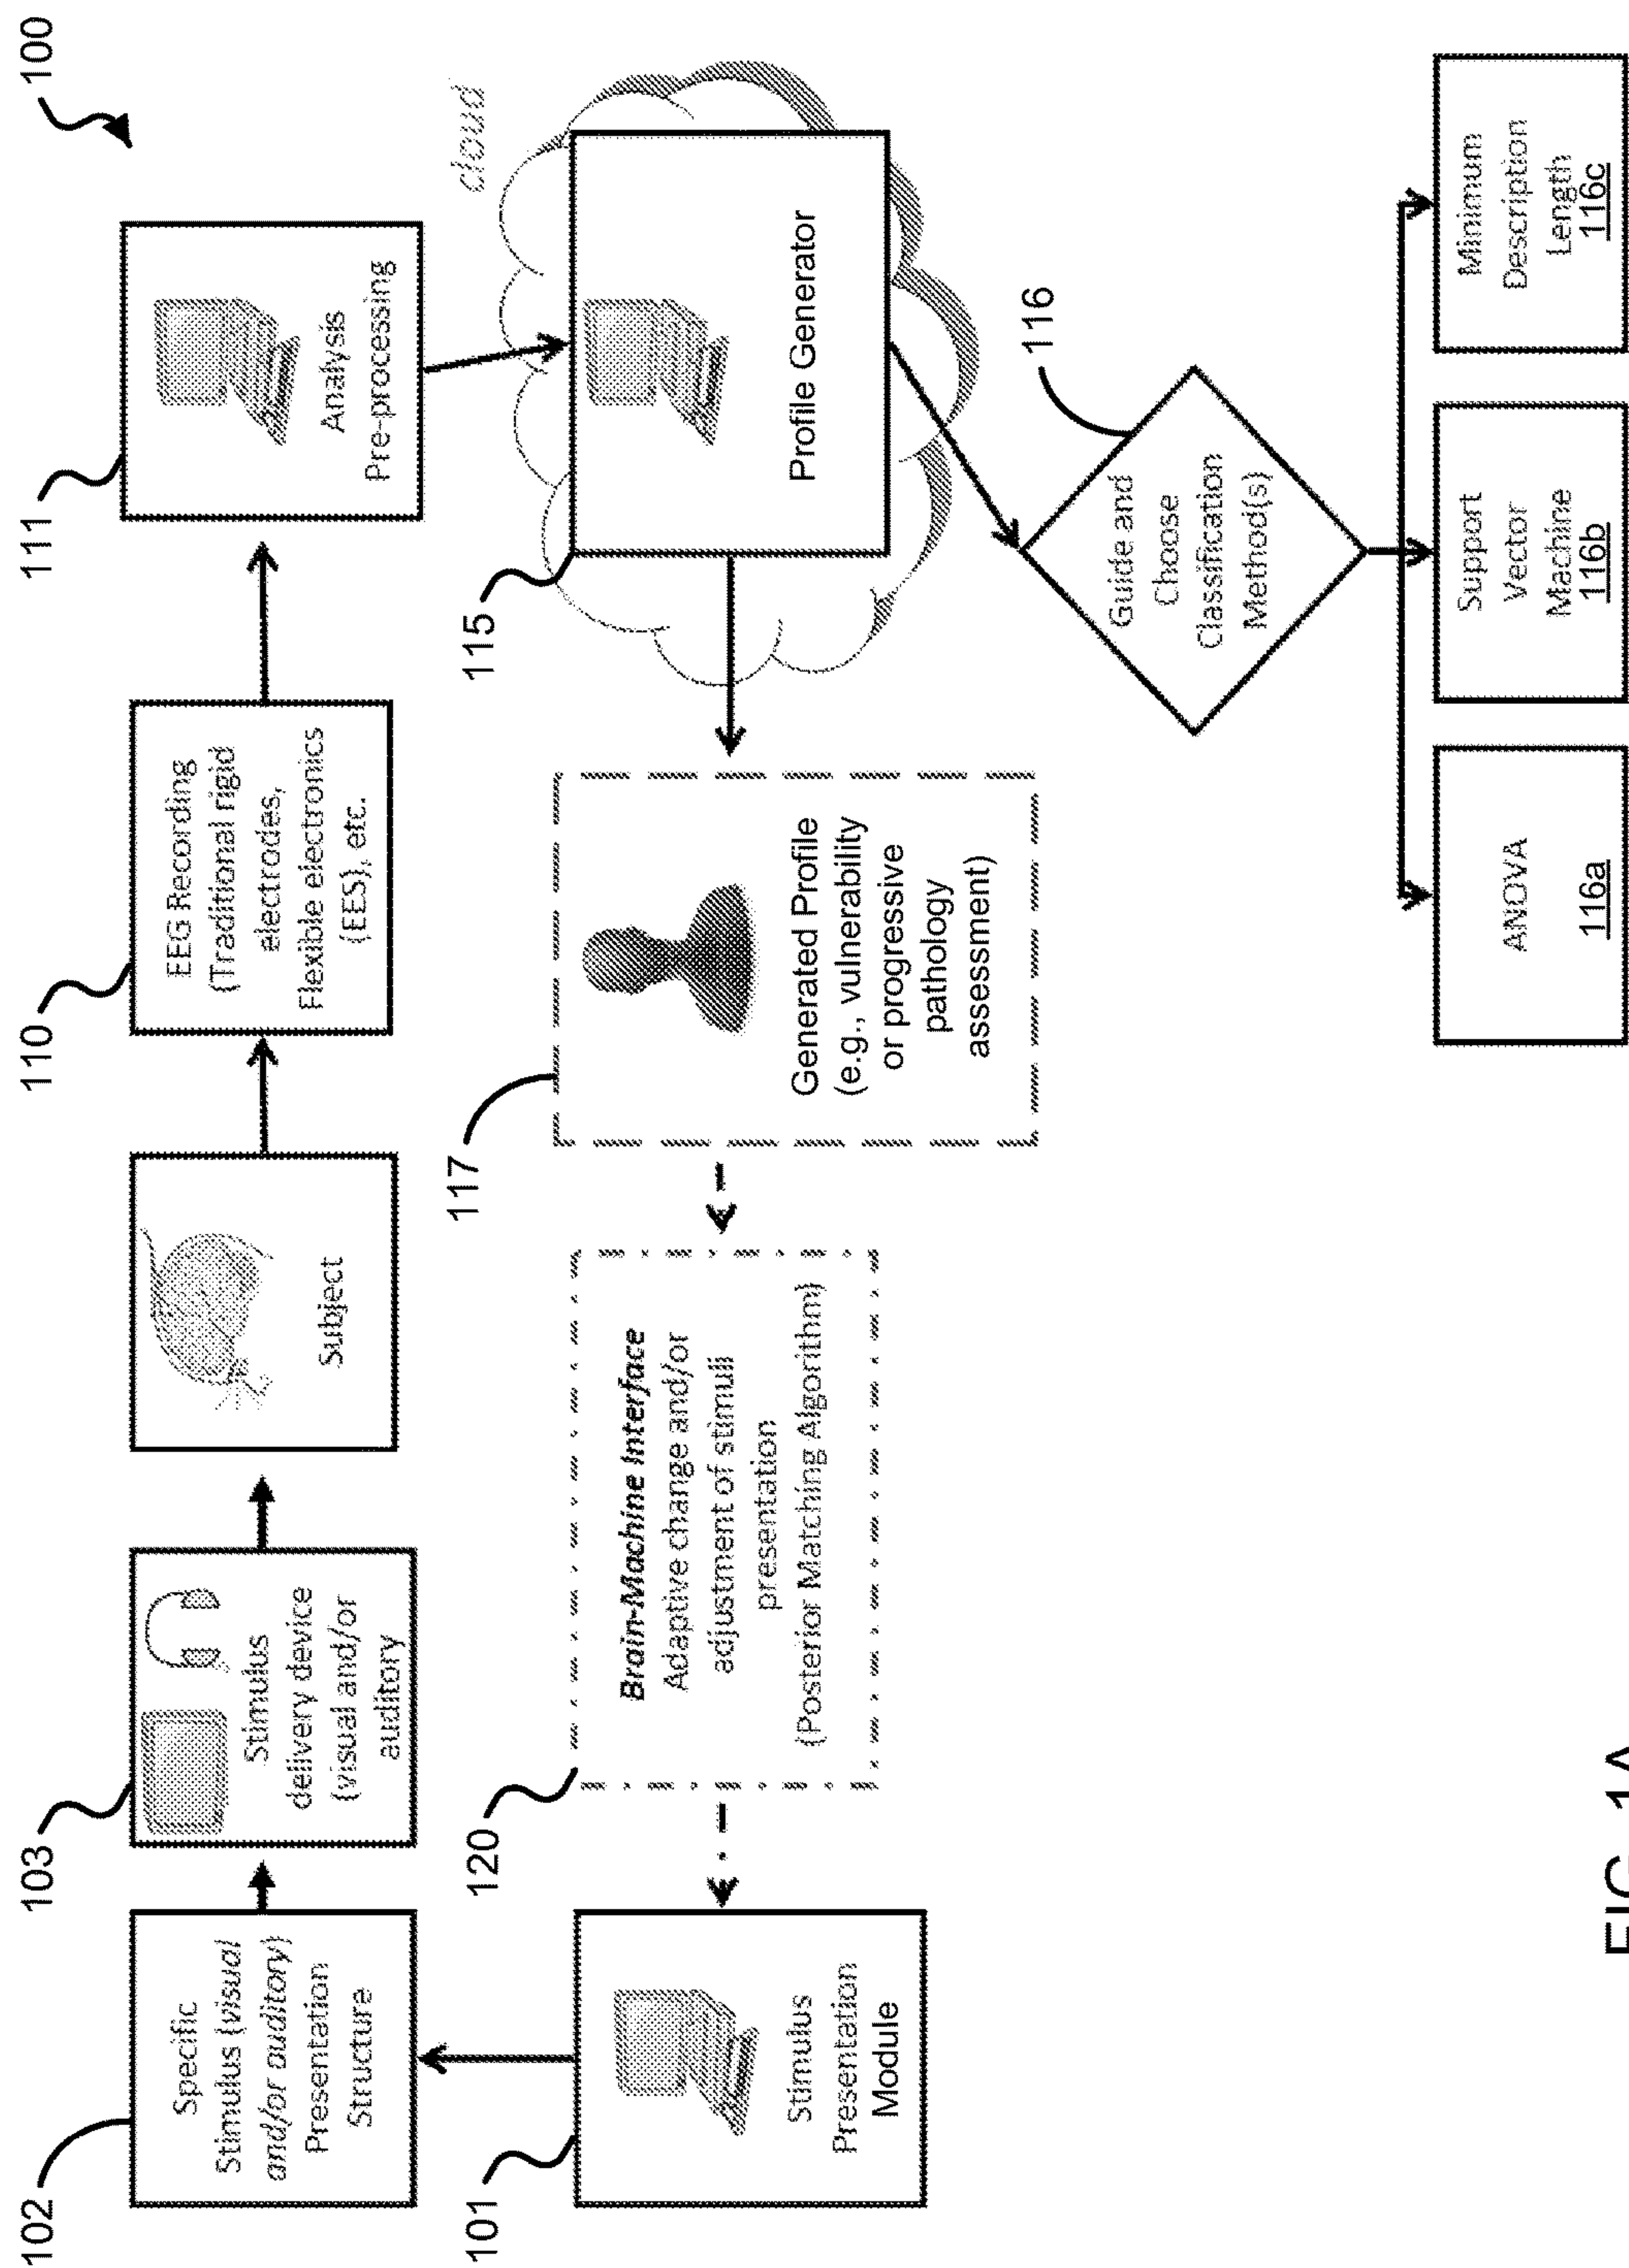 100
102
Specific
Stimulus (visual
and/or auditory)
Presentation
Structure
103
Stimulus
delivery device
(visual and/or
auditory
Subject
110
EEG Recording
(Traditional rigid
electrodes,
Flexible electronics
(EES), etc.
111
Analysis
Pre-processing
101
Stimulus
Presentation
Module
120
Brain-Machine Interface
Adaptive change and/or
adjustment of stimuli
presentation
(Posterior Matching Algorithm)
117
Generated Profile
(e.g., vulnerability
or progressive
pathology
assessment)
115
cloud
Profile Generator
116
Guide and
Choose
Classification
Method(s)
ANOVA
116a
Support
Vector
Machine
116b
Minimum
Description
Length
116c
FIG. 1A